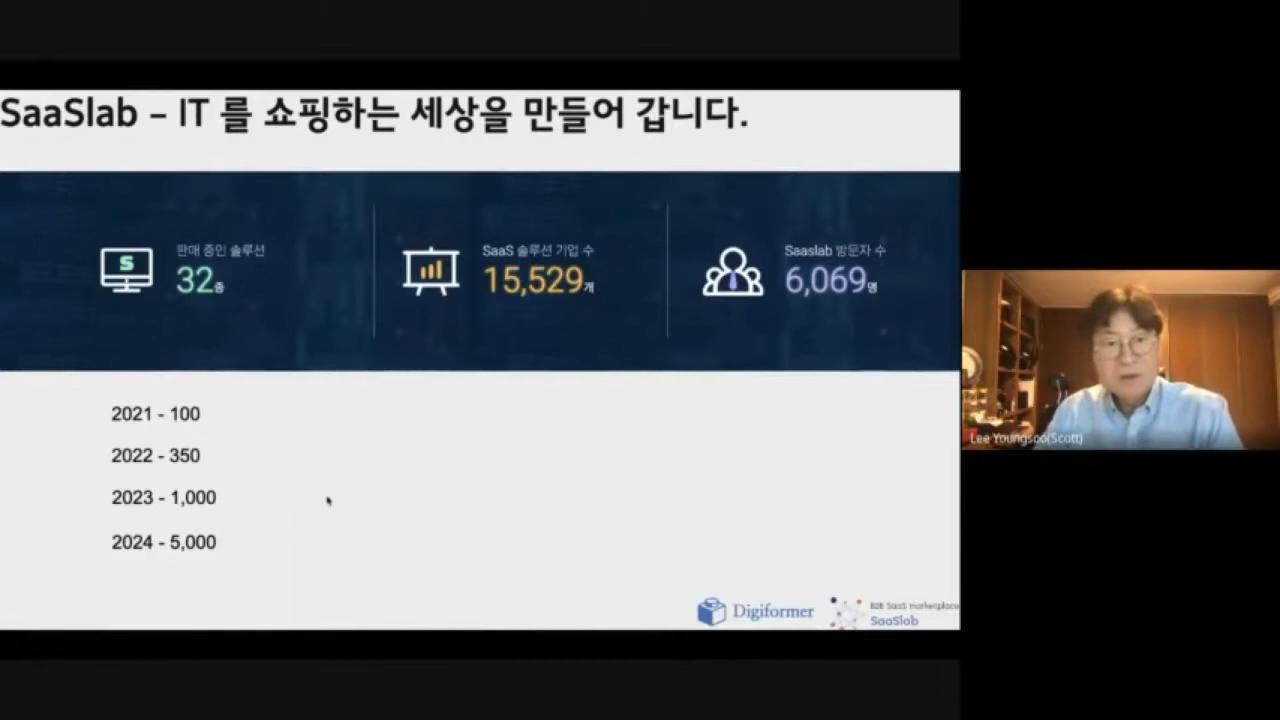 SaaSlab – IT 를 쇼핑하는 세상을 만들어 갑니다.
S
판매 중인 솔루션
32종
SaaS 솔루션 기업 수
15,529개
Saaslab 방문자 수
6,069명
2021 - 100
2022 - 350
2023 - 1,000
2024 - 5,000
Digiformer
B2B SaaS marketplace
SaaSlab
Lee Youngsoo(Scott)